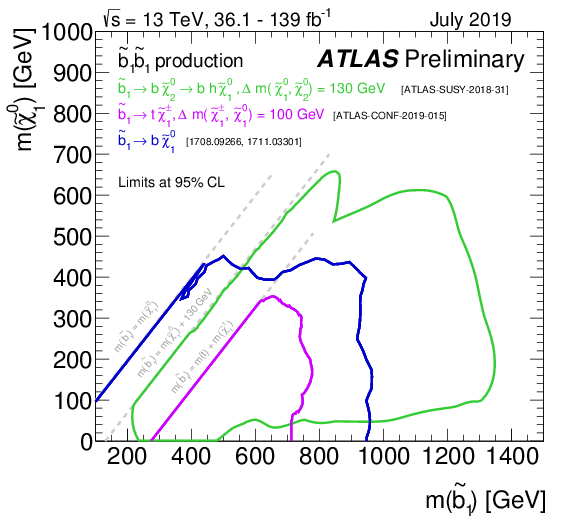 √s = 13 TeV, 36.1 - 139 fb⁻¹ July 2019
b̃₁b̃₁ production ATLAS Preliminary
b̃₁ → b χ̃⁰₂ → b h χ̃⁰₁, Δ m(χ̃⁰₁, χ̃⁰₂) = 130 GeV [ATLAS-SUSY-2018-31]
b̃₁ → t χ̃±₁, Δ m(χ̃±₁, χ̃⁰₁) = 100 GeV [ATLAS-CONF-2019-015]
b̃₁ → b χ̃⁰₁ [1708.09266, 1711.03301]
Limits at 95% CL
m(b̃₁) = m(χ̃⁰₁)
m(b̃₁) = m(χ̃⁰₁) + 130 GeV
m(b̃₁) = m(t) + m(χ̃±₁)
m(χ̃⁰₁) [GeV]
1000
900
800
700
600
500
400
300
200
100
0
200 400 600 800 1000 1200 1400
m(b̃₁) [GeV]